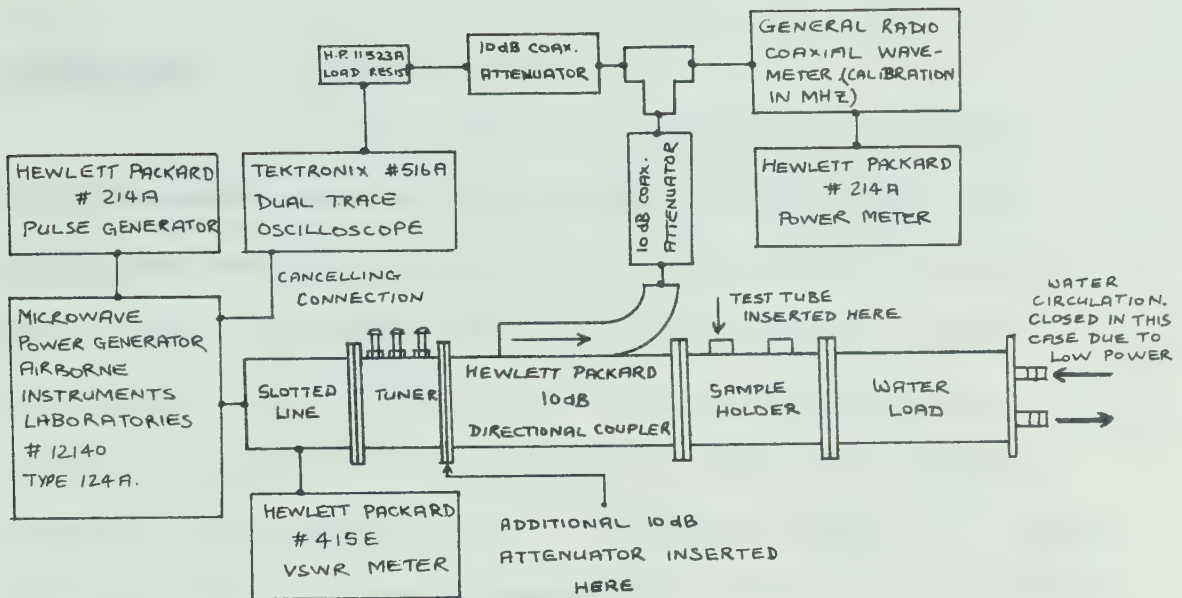 H.P. 11523A
LOAD RESIST
10dB COAX.
ATTENUATOR
GENERAL RADIO
COAXIAL WAVE-
METER (CALIBRATION
IN MHZ)
HEWLETT PACKARD
# 214A
PULSE GENERATOR
TEKTRONIX #516A
DUAL TRACE
OSCILLOSCOPE
10dB COAX.
ATTENUATOR
HEWLETT PACKARD
# 214A
POWER METER
CANCELLING
CONNECTION
MICROWAVE
POWER GENERATOR
AIRBORNE
INSTRUMENTS
LABORATORIES
# 12140
TYPE 124A.
SLOTTED
LINE
TUNER
HEWLETT PACKARD
10dB
DIRECTIONAL COUPLER
TEST TUBE
INSERTED HERE
SAMPLE
HOLDER
WATER
LOAD
WATER
CIRCULATION.
CLOSED IN THIS
CASE DUE TO
LOW POWER
HEWLETT PACKARD
# 415E
VSWR METER
ADDITIONAL 10dB
ATTENUATOR INSERTED
HERE